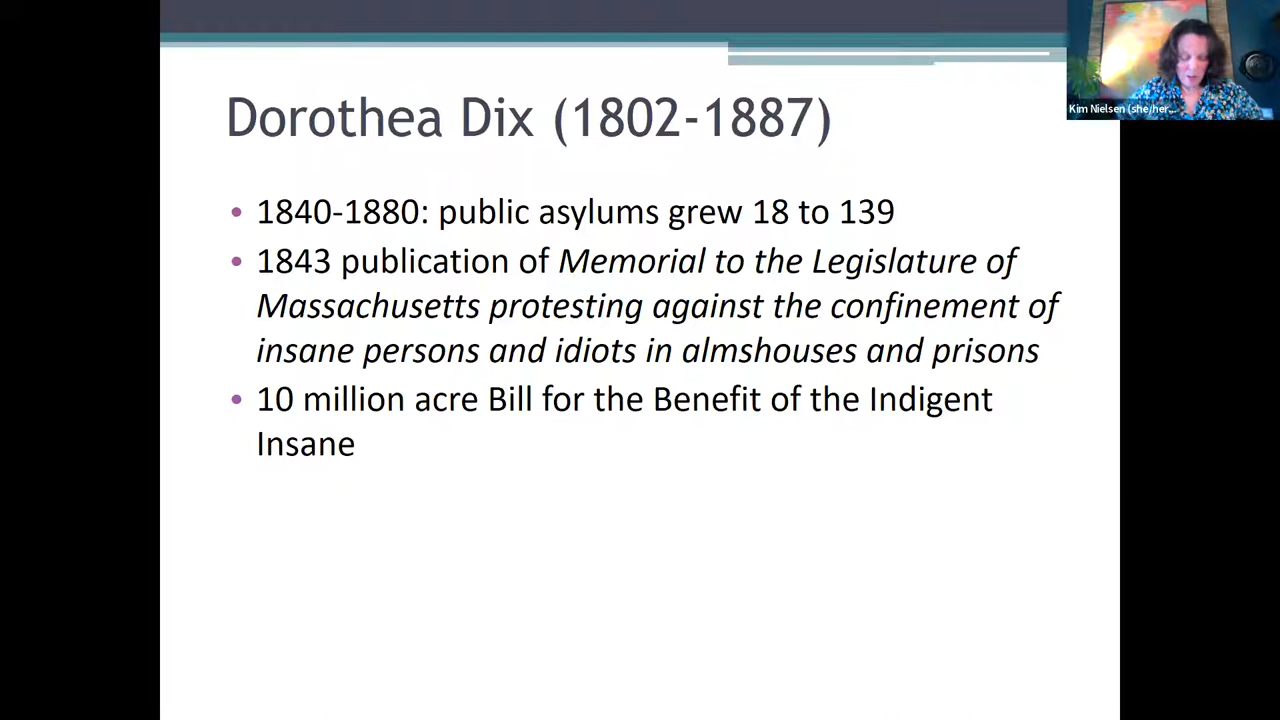 Kim Nielsen (she/her...
Dorothea Dix (1802-1887)
• 1840-1880: public asylums grew 18 to 139
• 1843 publication of Memorial to the Legislature of
Massachusetts protesting against the confinement of
insane persons and idiots in almshouses and prisons
• 10 million acre Bill for the Benefit of the Indigent
Insane